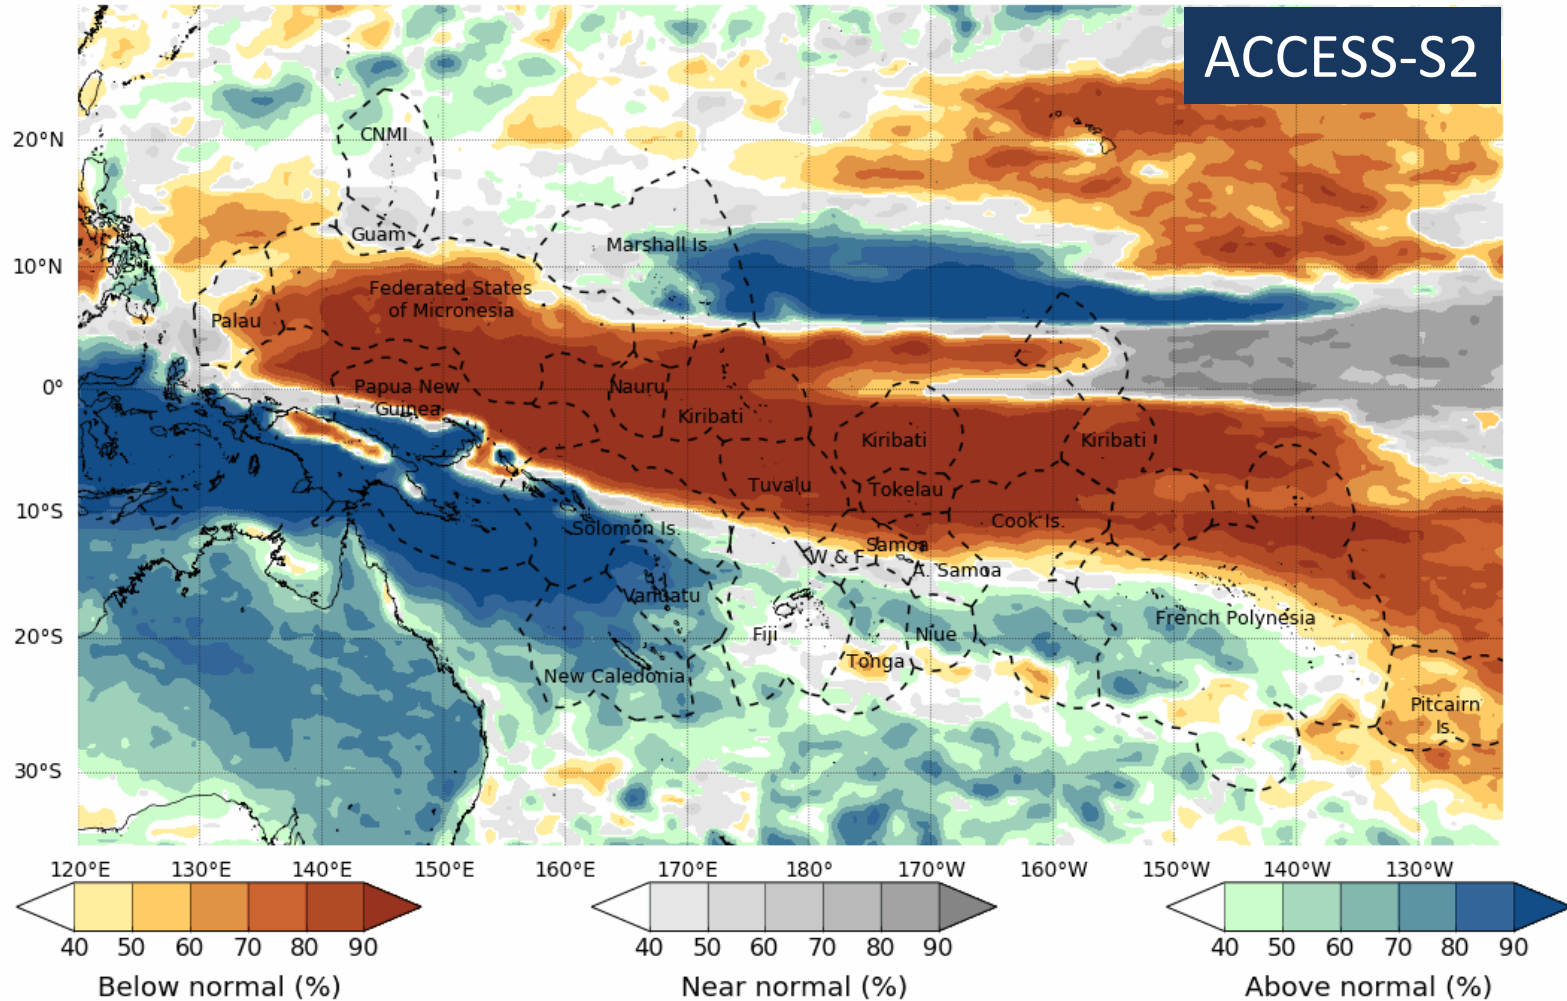 ACCESS-S2
20°N
10°N
0°
10°S
20°S
30°S
CNMI
Guam
Marshall Is.
Federated States
of Micronesia
Palau
Papua New
Guinea
Nauru
Kiribati
Kiribati
Kiribati
Tuvalu
Tokelau
Cook Is.
Solomon Is.
Samoa
W & F
A. Samoa
Vanuatu
French Polynesia
Fiji
Niue
Tonga
New Caledonia
Pitcairn
Is.
120°E 130°E 140°E 150°E 160°E 170°E 180° 170°W 160°W 150°W 140°W 130°W
40 50 60 70 80 90
Below normal (%)
40 50 60 70 80 90
Near normal (%)
40 50 60 70 80 90
Above normal (%)